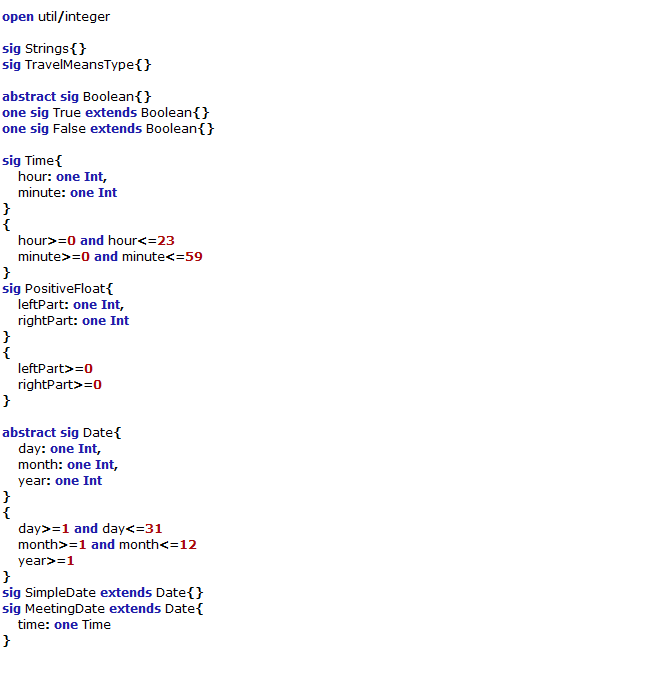 open util/integer
sig Strings{}
sig TravelMeansType{}
abstract sig Boolean{}
one sig True extends Boolean{}
one sig False extends Boolean{}
sig Time{
hour: one Int,
minute: one Int
}
{
hour>=0 and hour<=23
minute>=0 and minute<=59
}
sig PositiveFloat{
leftPart: one Int,
rightPart: one Int
}
{
leftPart>=0
rightPart>=0
}
abstract sig Date{
day: one Int,
month: one Int,
year: one Int
}
{
day>=1 and day<=31
month>=1 and month<=12
year>=1
}
sig SimpleDate extends Date{}
sig MeetingDate extends Date{
time: one Time
}